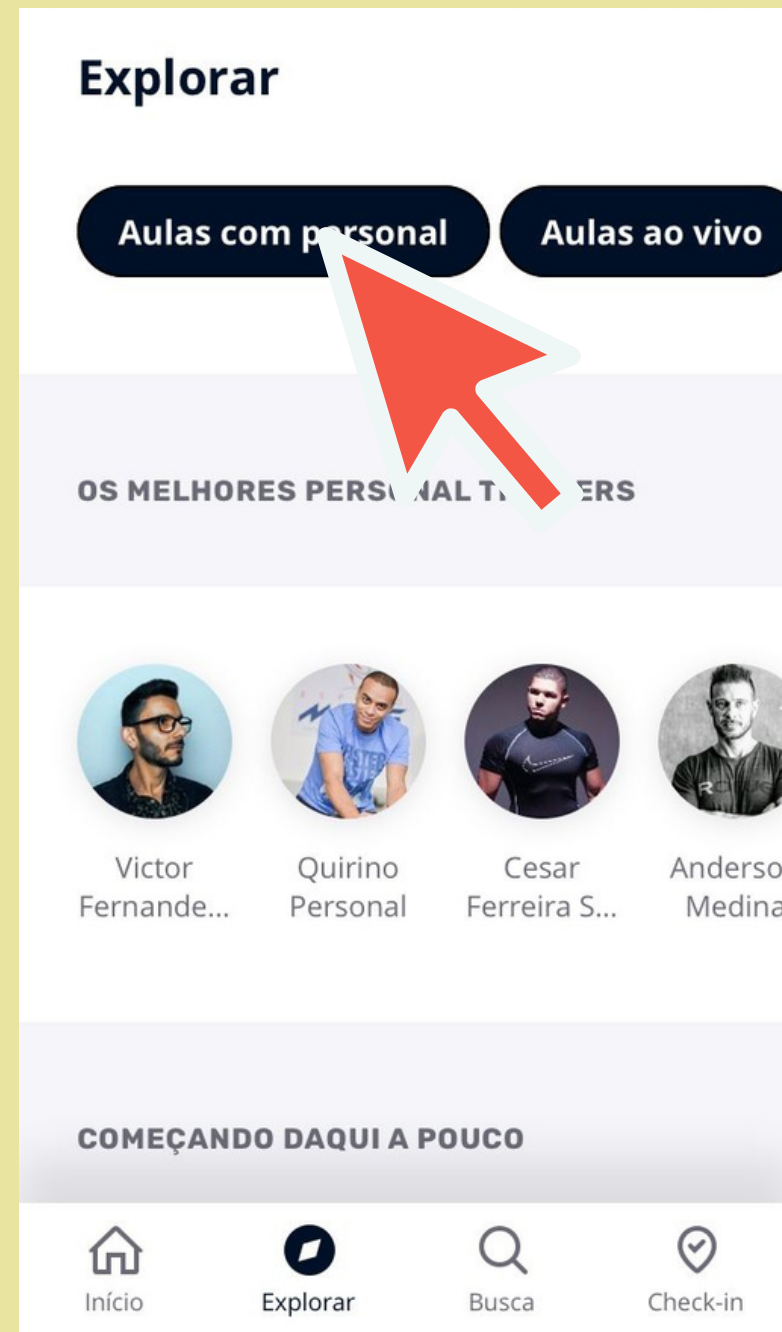 Explorar
Aulas com personal
Aulas ao vivo
OS MELHORES PERSONAL
Victor
Fernande...
Quirino
Personal
Cesar
Ferreira S...
Anderso
Medina
COMEÇANDO DAQUI A POUCO
Início
Explorar
Busca
Check-in